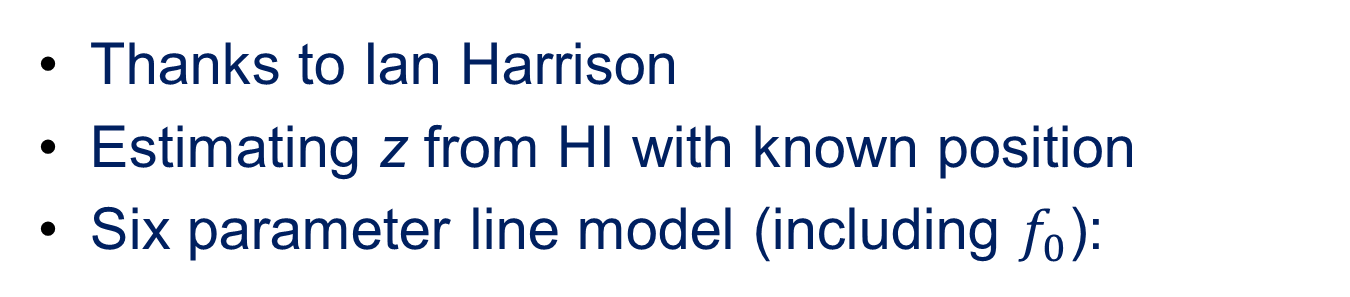 • Thanks to Ian Harrison
• Estimating z from HI with known position
• Six parameter line model (including f₀):